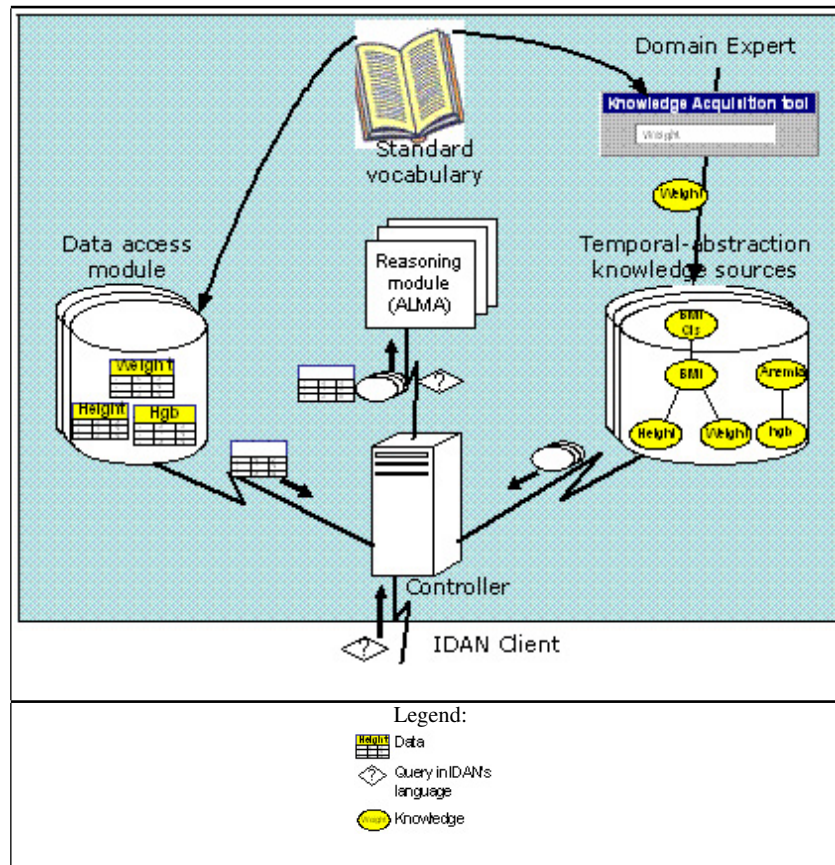 Domain Expert
Knowledge Acquisition tool
Weight
Standard
vocabulary
Weight
Data access
module
Temporal-abstraction
knowledge sources
Reasoning
module
(ALMA)
BMI
Cls
Weight
BMI
Anemia
?
Height
Hgb
Height
Weight
hgb
Controller
?
IDAN Client
Legend:
Height
Data
?
Query in IDAN's
language
Weight
Knowledge